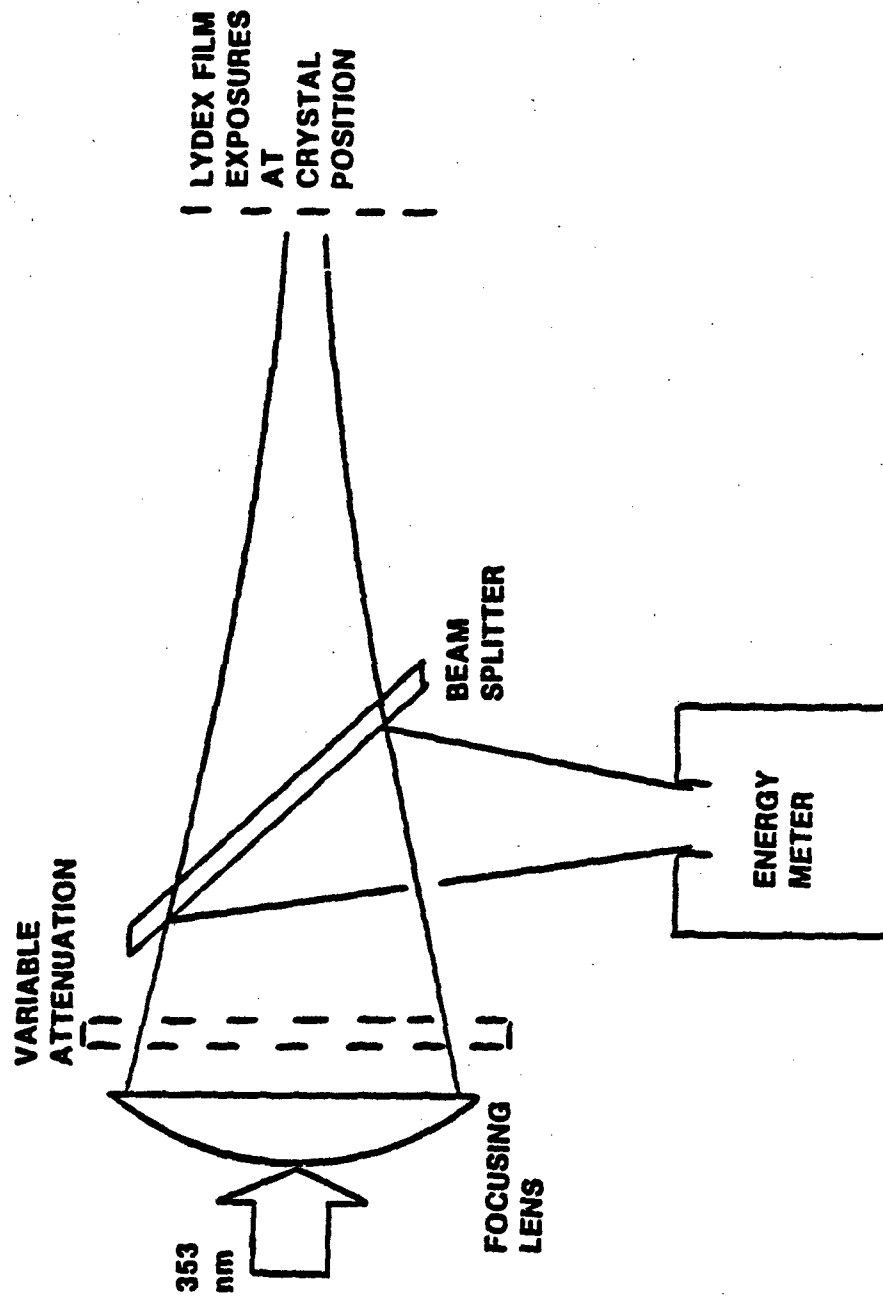 353
nm
FOCUSING
LENS
VARIABLE
ATTENUATION
BEAM
SPLITTER
ENERGY
METER
LYDEX FILM
EXPOSURES
AT
CRYSTAL
POSITION